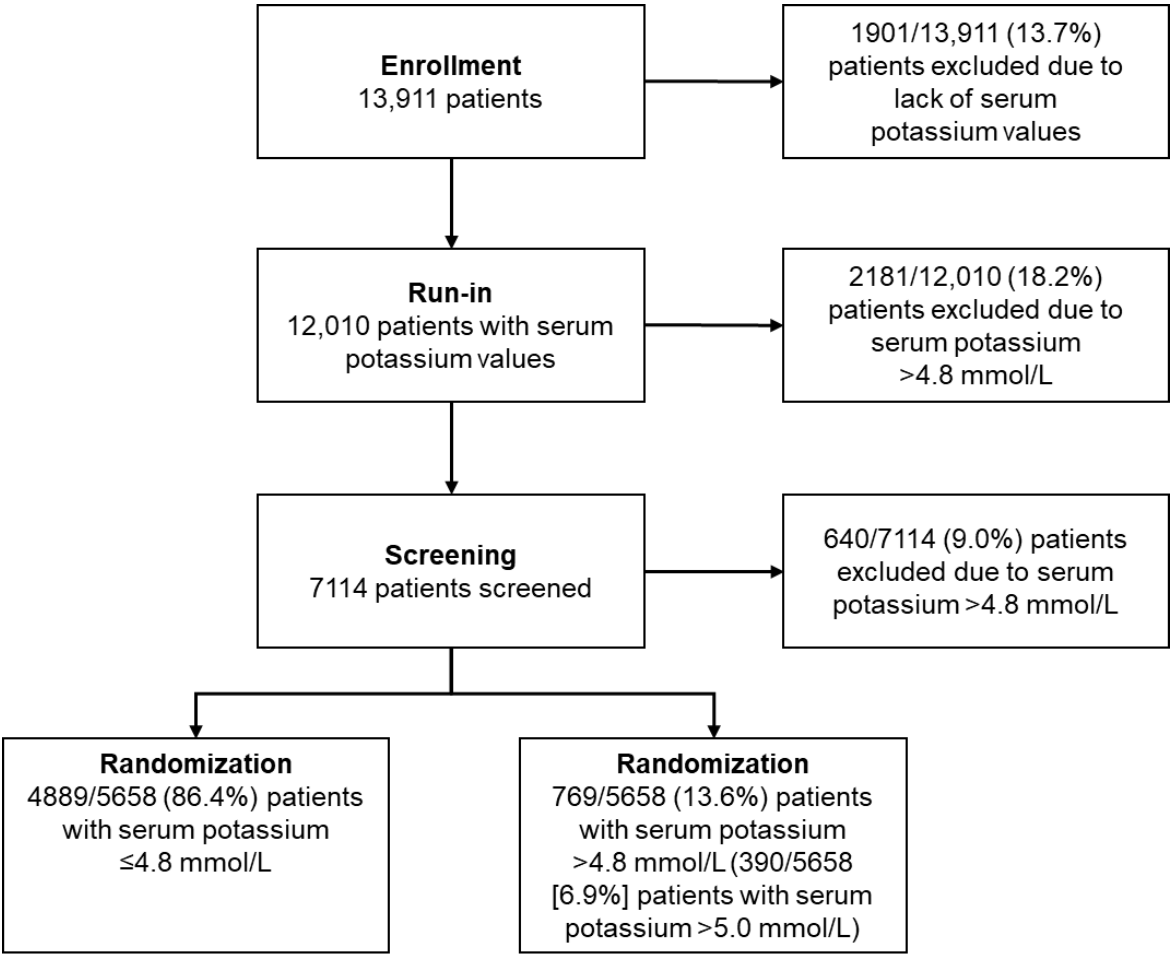 Enrollment
13,911 patients
1901/13,911 (13.7%)
patients excluded due to
lack of serum
potassium values
Run-in
12,010 patients with serum
potassium values
2181/12,010 (18.2%)
patients excluded due to
serum potassium
>4.8 mmol/L
Screening
7114 patients screened
640/7114 (9.0%) patients
excluded due to serum
potassium >4.8 mmol/L
Randomization
4889/5658 (86.4%) patients
with serum potassium
≤4.8 mmol/L
Randomization
769/5658 (13.6%) patients
with serum potassium
>4.8 mmol/L (390/5658
[6.9%] patients with serum
potassium >5.0 mmol/L)